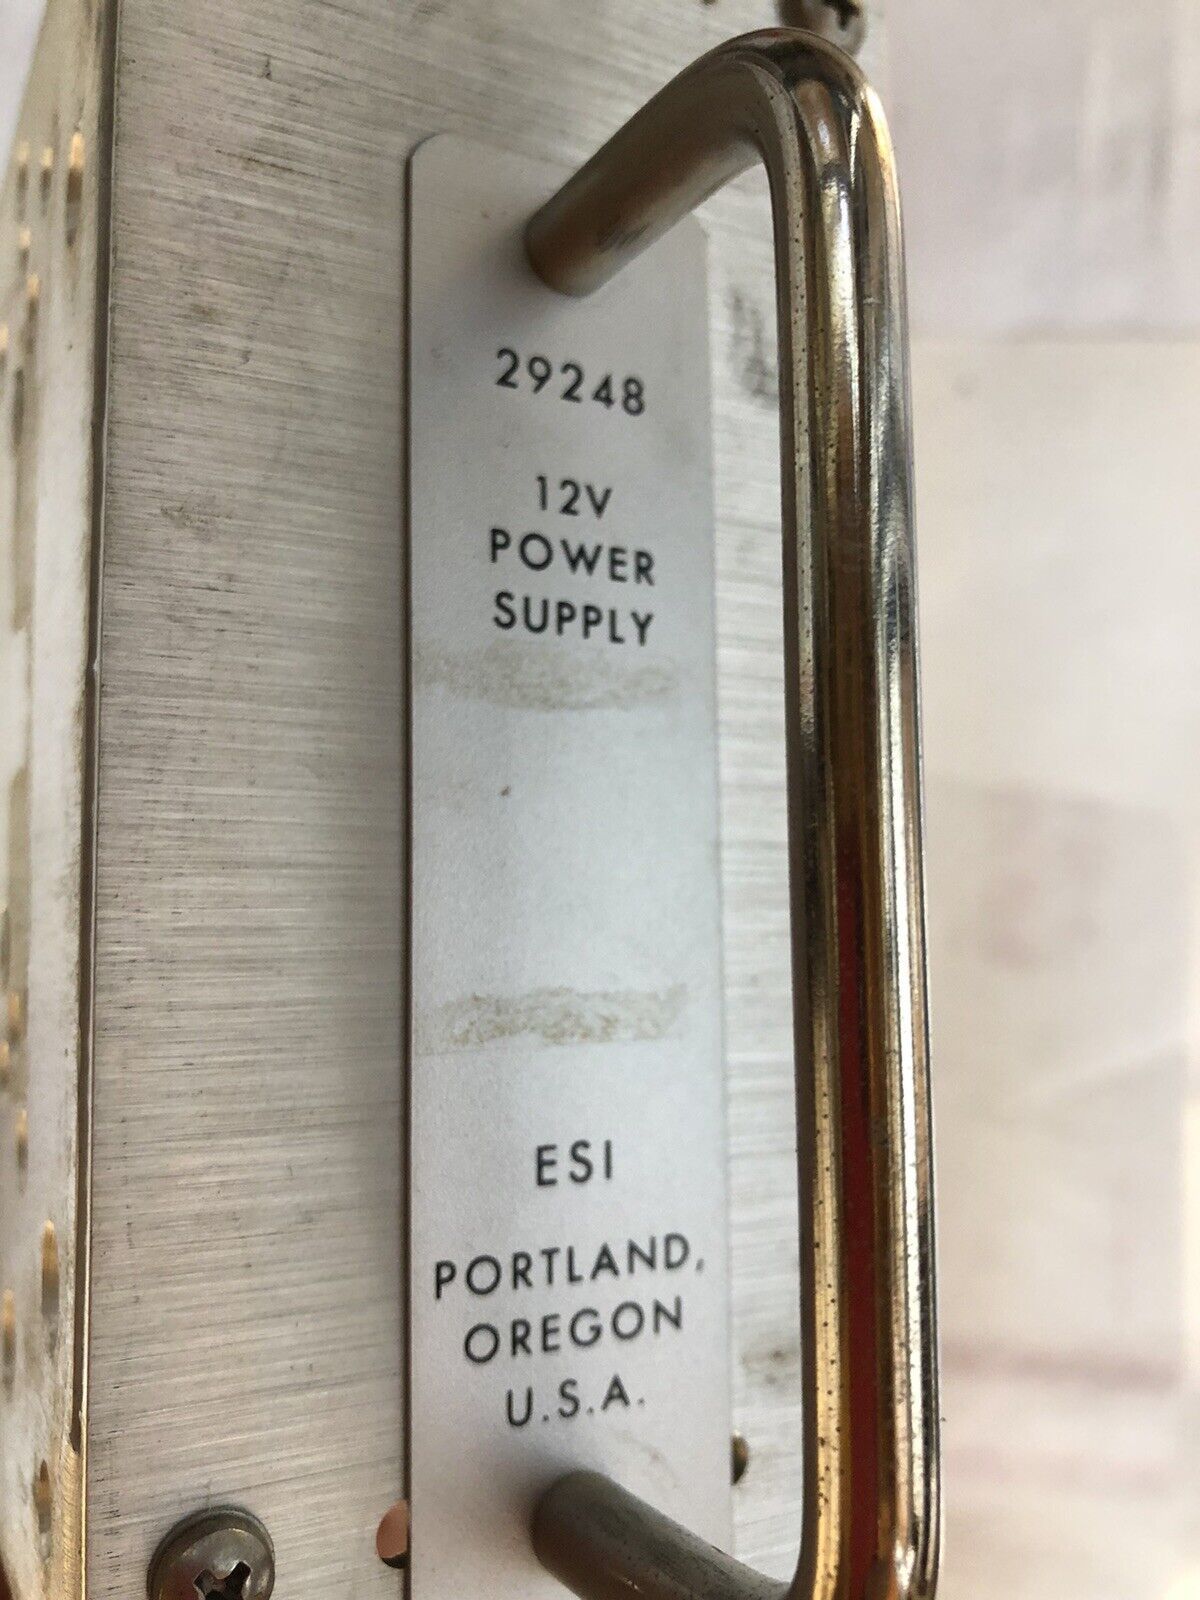 29248
12V
POWER
SUPPLY
ESI
PORTLAND,
OREGON
U.S.A.